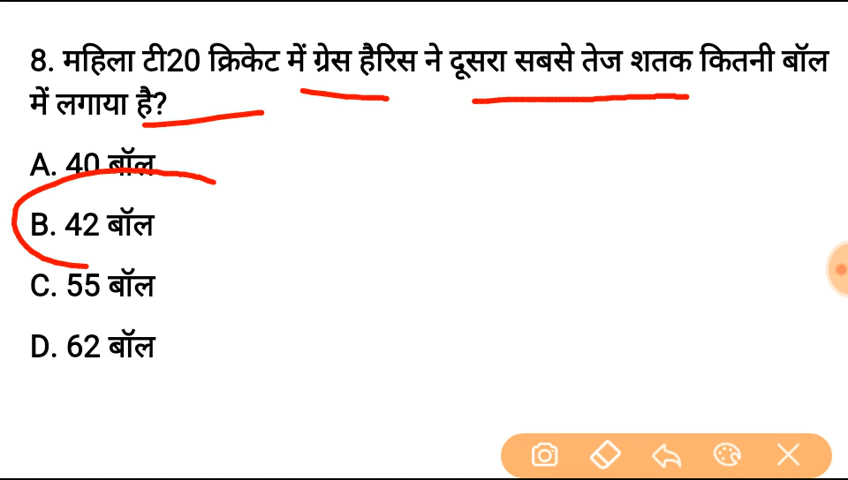 8. महिला टी20 क्रिकेट में ग्रेस हैरिस ने दूसरा सबसे तेज शतक कितनी बॉल
में लगाया है?
A. 40 बॉल
B. 42 बॉल
C. 55 बॉल
D. 62 बॉल